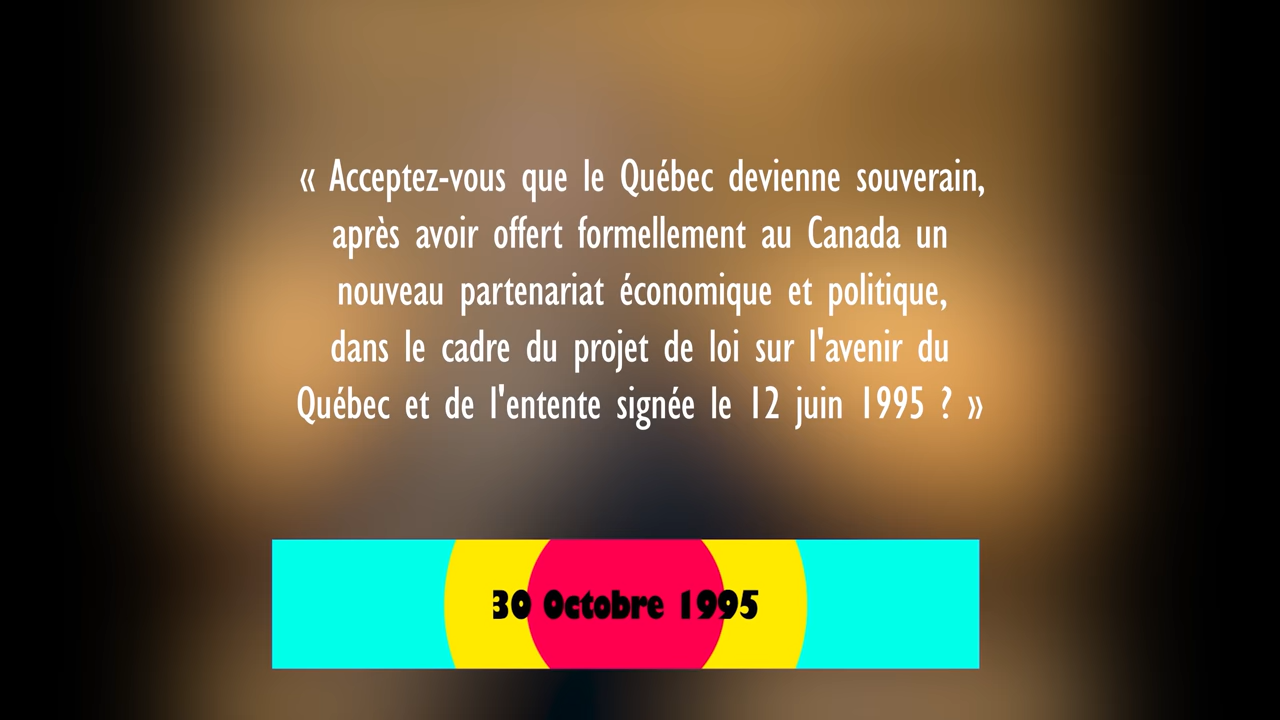 « Acceptez-vous que le Québec devienne souverain,
après avoir offert formellement au Canada un
nouveau partenariat économique et politique,
dans le cadre du projet de loi sur l'avenir du
Québec et de l'entente signée le 12 juin 1995 ? »
30 Octobre 1995